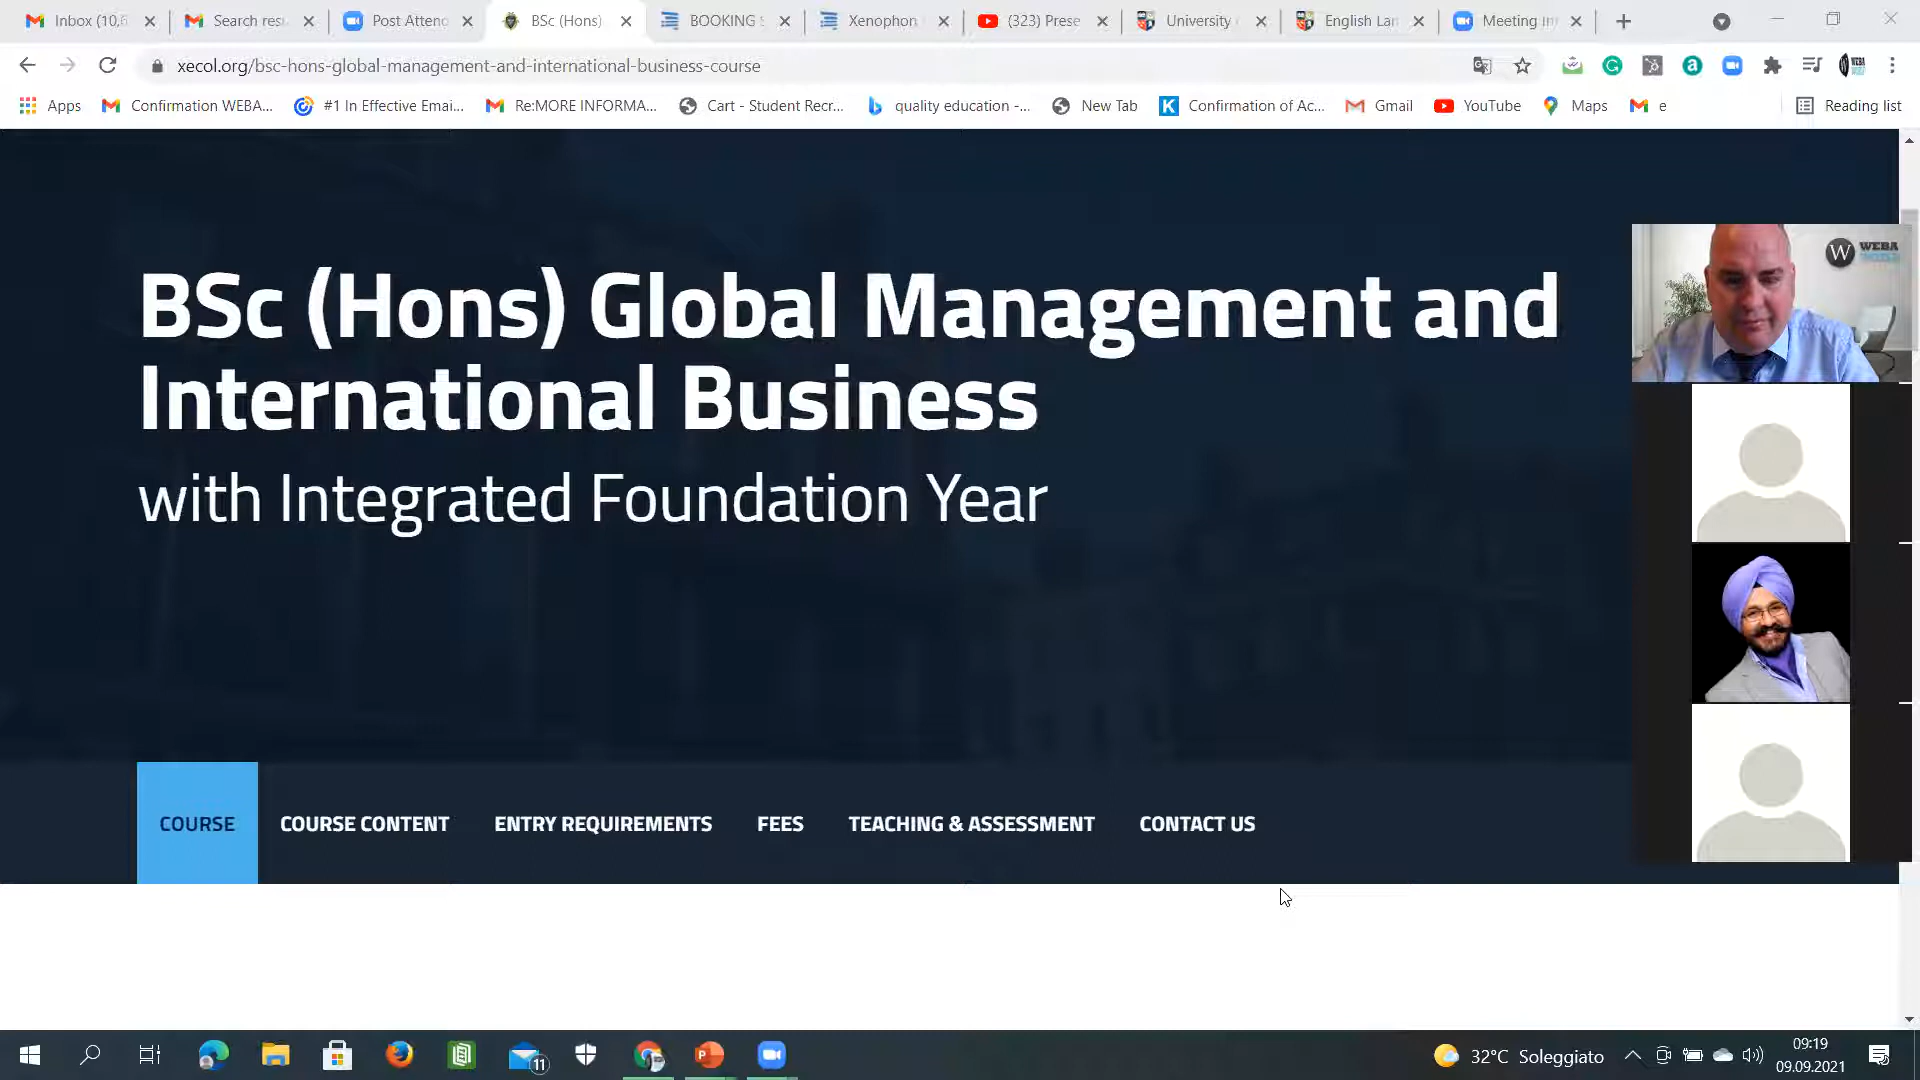 Inbox (10,6
Search resu
Post Attend
BSc (Hons)
BOOKING
Xenophon
(323) Prese
University
English Lan
Meeting in
xecol.org/bsc-hons-global-management-and-international-business-course
Apps
Confirmation WEBA...
#1 In Effective Emai...
Re:MORE INFORMA...
Cart - Student Recr...
quality education -...
New Tab
Confirmation of Ac...
Gmail
YouTube
Maps
e
Reading list
W WEBA
BSc (Hons) Global Management and
International Business
with Integrated Foundation Year
COURSE
COURSE CONTENT
ENTRY REQUIREMENTS
FEES
TEACHING & ASSESSMENT
CONTACT US
11
32°C Soleggiato
09:19
09.09.2021